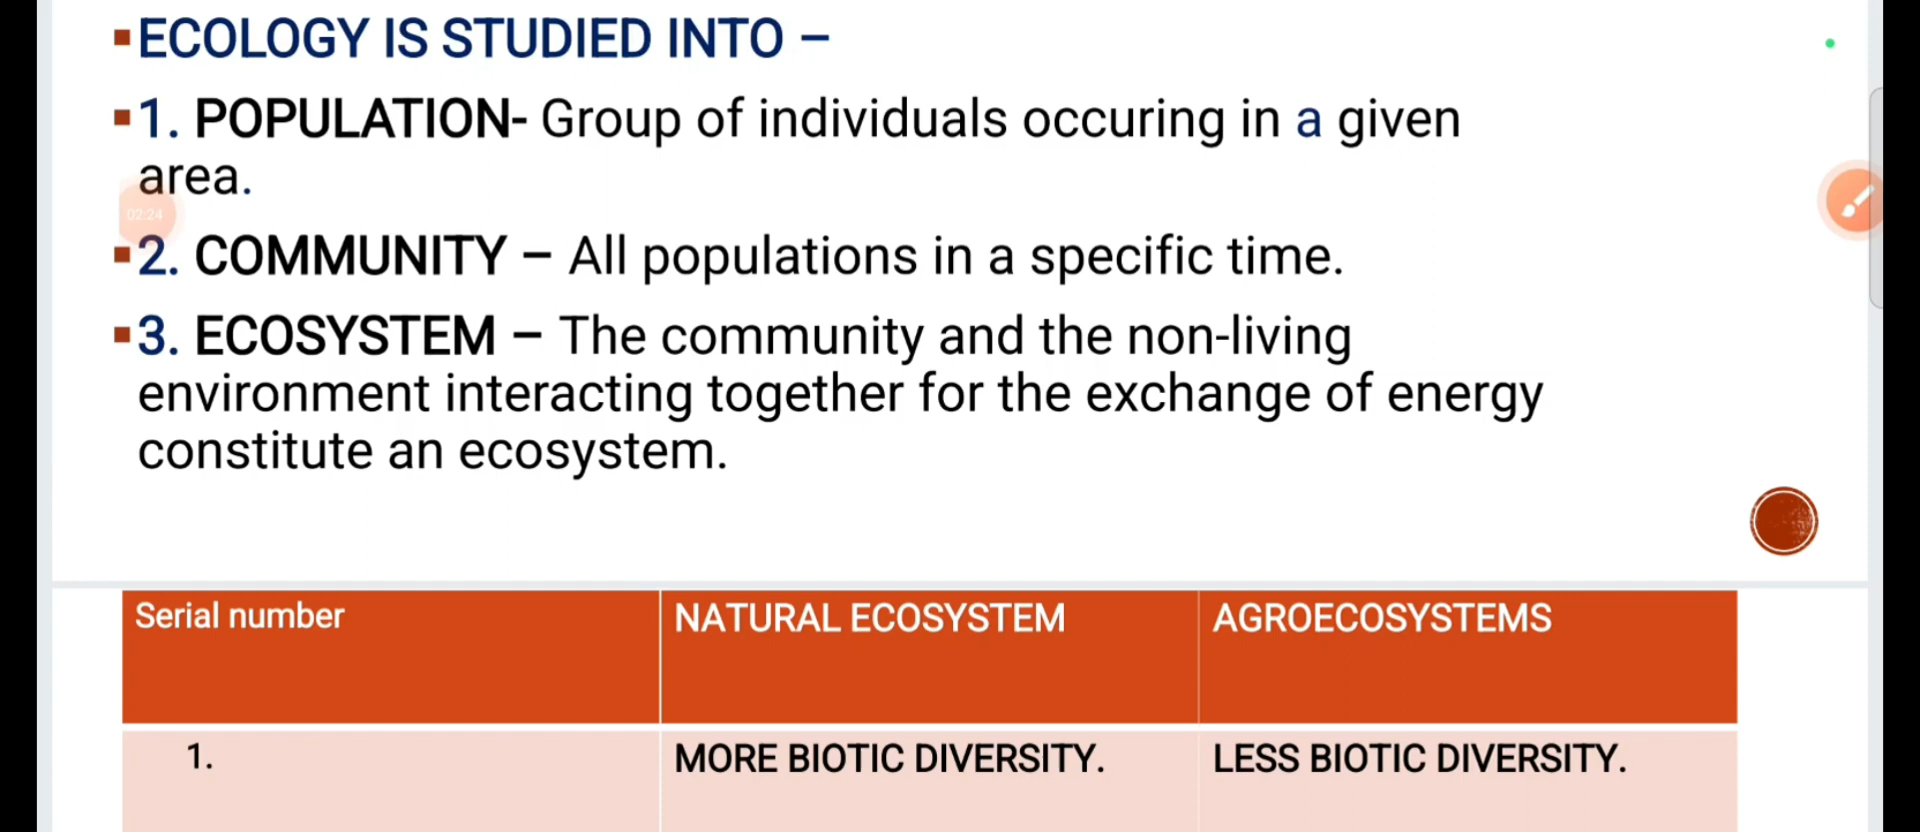 ECOLOGY IS STUDIED INTO –
1. POPULATION- Group of individuals occuring in a given
area.
02:24
2. COMMUNITY – All populations in a specific time.
3. ECOSYSTEM – The community and the non-living
environment interacting together for the exchange of energy
constitute an ecosystem.
Serial number NATURAL ECOSYSTEM AGROECOSYSTEMS
1. MORE BIOTIC DIVERSITY. LESS BIOTIC DIVERSITY.